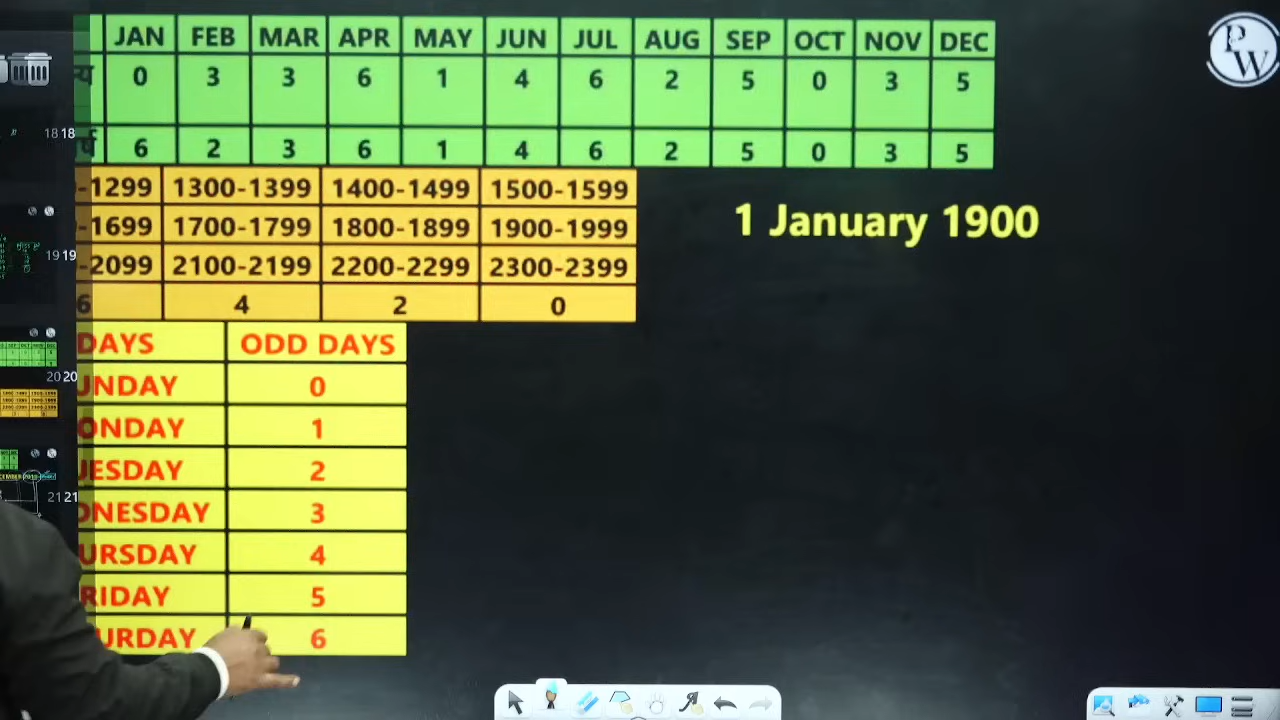 JAN FEB MAR APR MAY JUN JUL AUG SEP OCT NOV DEC
0 3 3 6 1 4 6 2 5 0 3 5
6 2 3 6 1 4 6 2 5 0 3 5
-1299 1300-1399 1400-1499 1500-1599
-1699 1700-1799 1800-1899 1900-1999
-2099 2100-2199 2200-2299 2300-2399
6 4 2 0
1 January 1900
DAYS ODD DAYS
UNDAY 0
ONDAY 1
UESDAY 2
DNESDAY 3
URSDAY 4
RIDAY 5
URDAY 6
PW
18 18
19 19
20 20
21 21